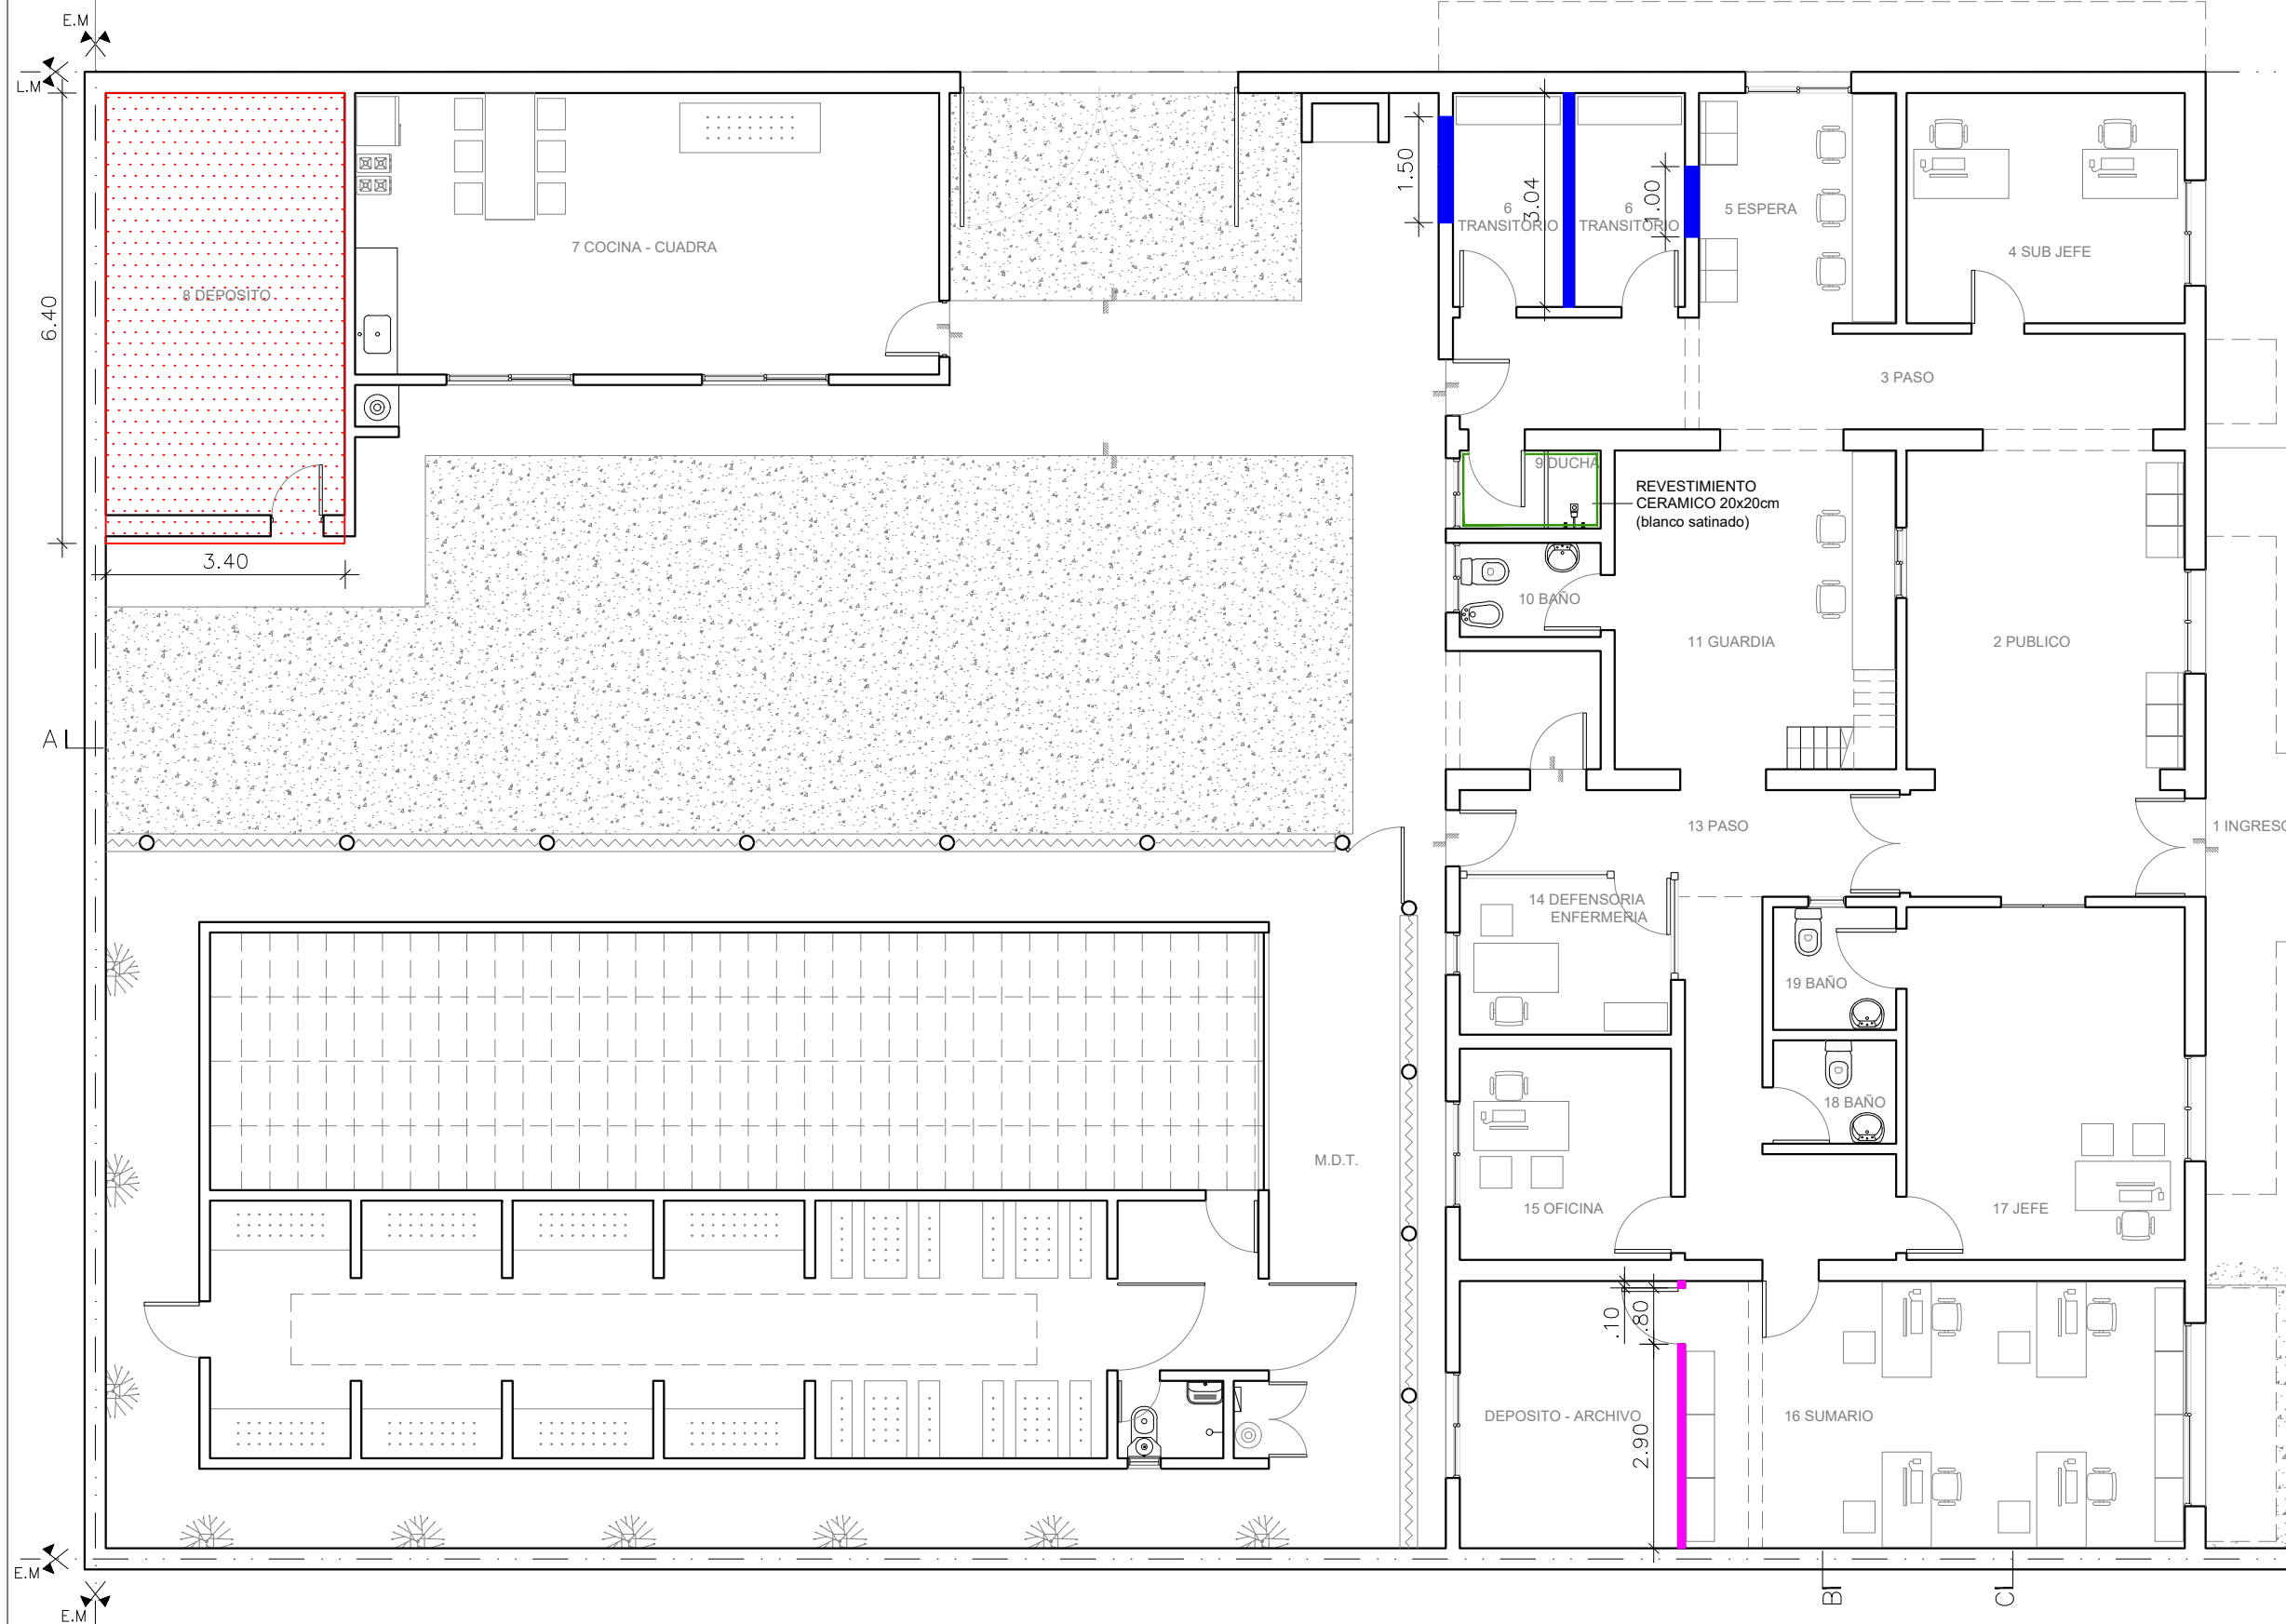 E.M
L.M
1.50
3.04
1.00
6
TRANSITORIO
6
TRANSITORIO
5 ESPERA
4 SUB JEFE
7 COCINA - CUADRA
8 DEPOSITO
6.40
3 PASO
9 DUCHA
REVESTIMIENTO
CERAMICO 20x20cm
(blanco satinado)
3.40
10 BAÑO
11 GUARDIA
2 PUBLICO
A
13 PASO
1 INGRESO
14 DEFENSORIA
ENFERMERIA
19 BAÑO
18 BAÑO
M.D.T.
15 OFICINA
17 JEFE
.10
.80
DEPOSITO - ARCHIVO
16 SUMARIO
2.90
E.M
E.M
B
C